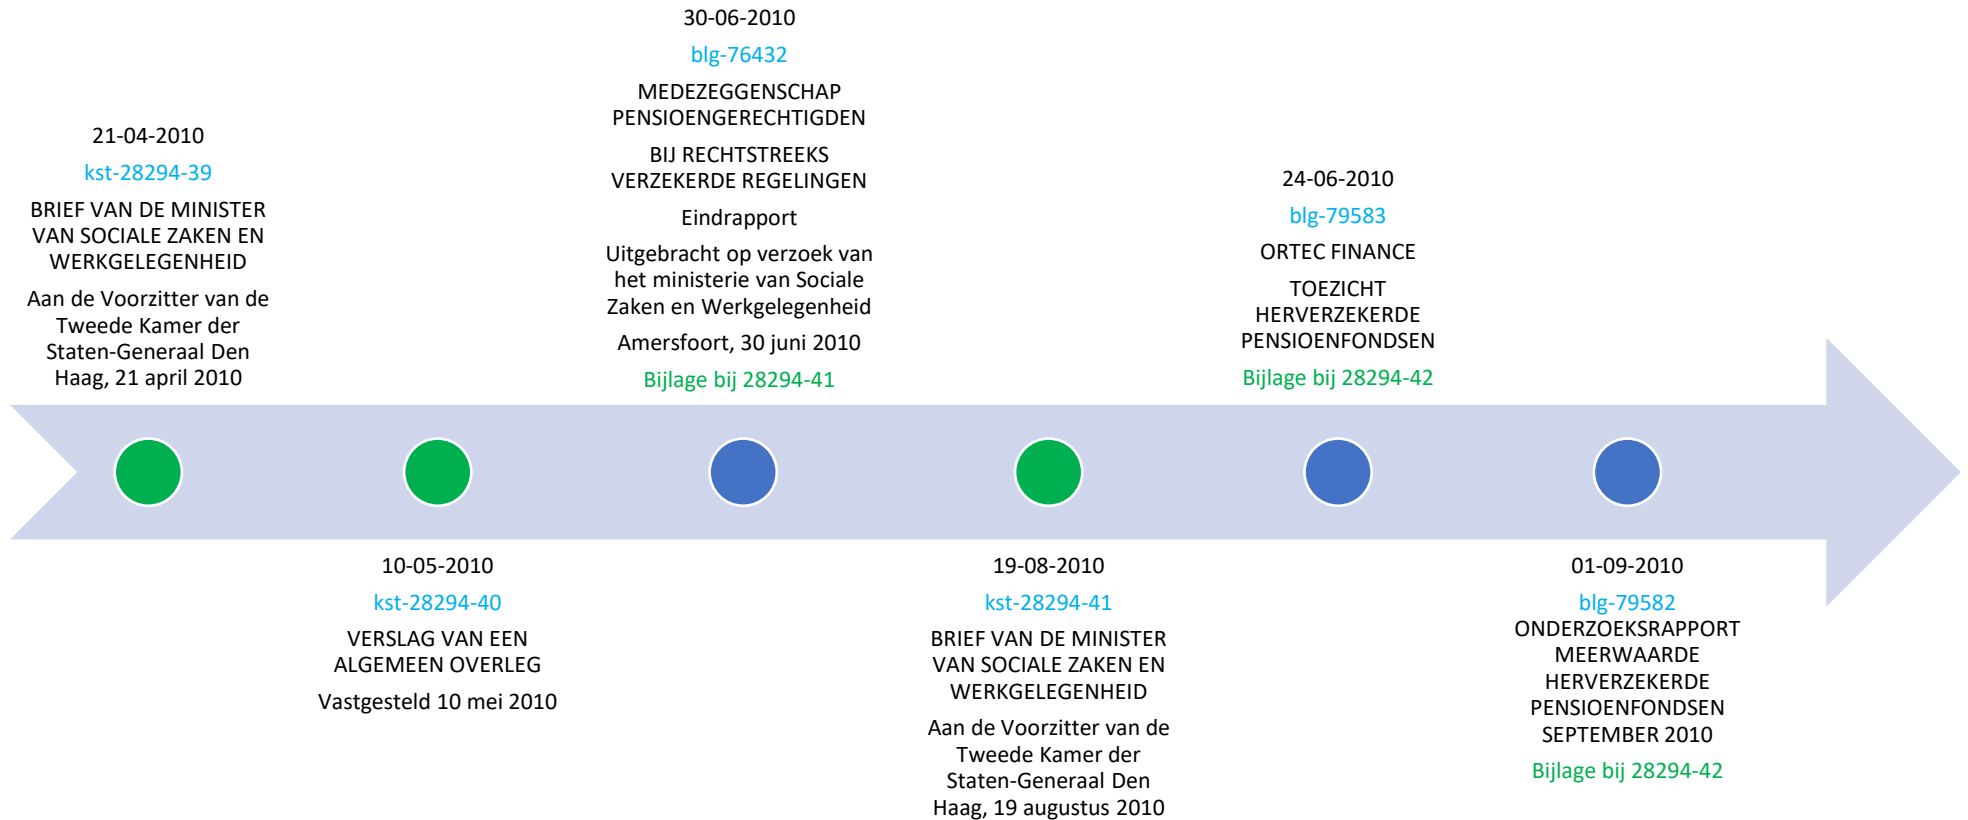 21-04-2010
kst-28294-39
BRIEF VAN DE MINISTER
VAN SOCIALE ZAKEN EN
WERKGELEGENHEID
Aan de Voorzitter van de
Tweede Kamer der
Staten-Generaal Den
Haag, 21 april 2010
10-05-2010
kst-28294-40
VERSLAG VAN EEN
ALGEMEEN OVERLEG
Vastgesteld 10 mei 2010
30-06-2010
blg-76432
MEDEZEGGENSCHAP
PENSIOENGERECHTIGDEN
BIJ RECHTSTREEKS
VERZEKERDE REGELINGEN
Eindrapport
Uitgebracht op verzoek van
het ministerie van Sociale
Zaken en Werkgelegenheid
Amersfoort, 30 juni 2010
Bijlage bij 28294-41
19-08-2010
kst-28294-41
BRIEF VAN DE MINISTER
VAN SOCIALE ZAKEN EN
WERKGELEGENHEID
Aan de Voorzitter van de
Tweede Kamer der
Staten-Generaal Den
Haag, 19 augustus 2010
24-06-2010
blg-79583
ORTEC FINANCE
TOEZICHT
HERVERZEKERDE
PENSIOENFONDSEN
Bijlage bij 28294-42
01-09-2010
blg-79582
ONDERZOEKSRAPPORT
MEERWAARDE
HERVERZEKERDE
PENSIOENFONDSEN
SEPTEMBER 2010
Bijlage bij 28294-42